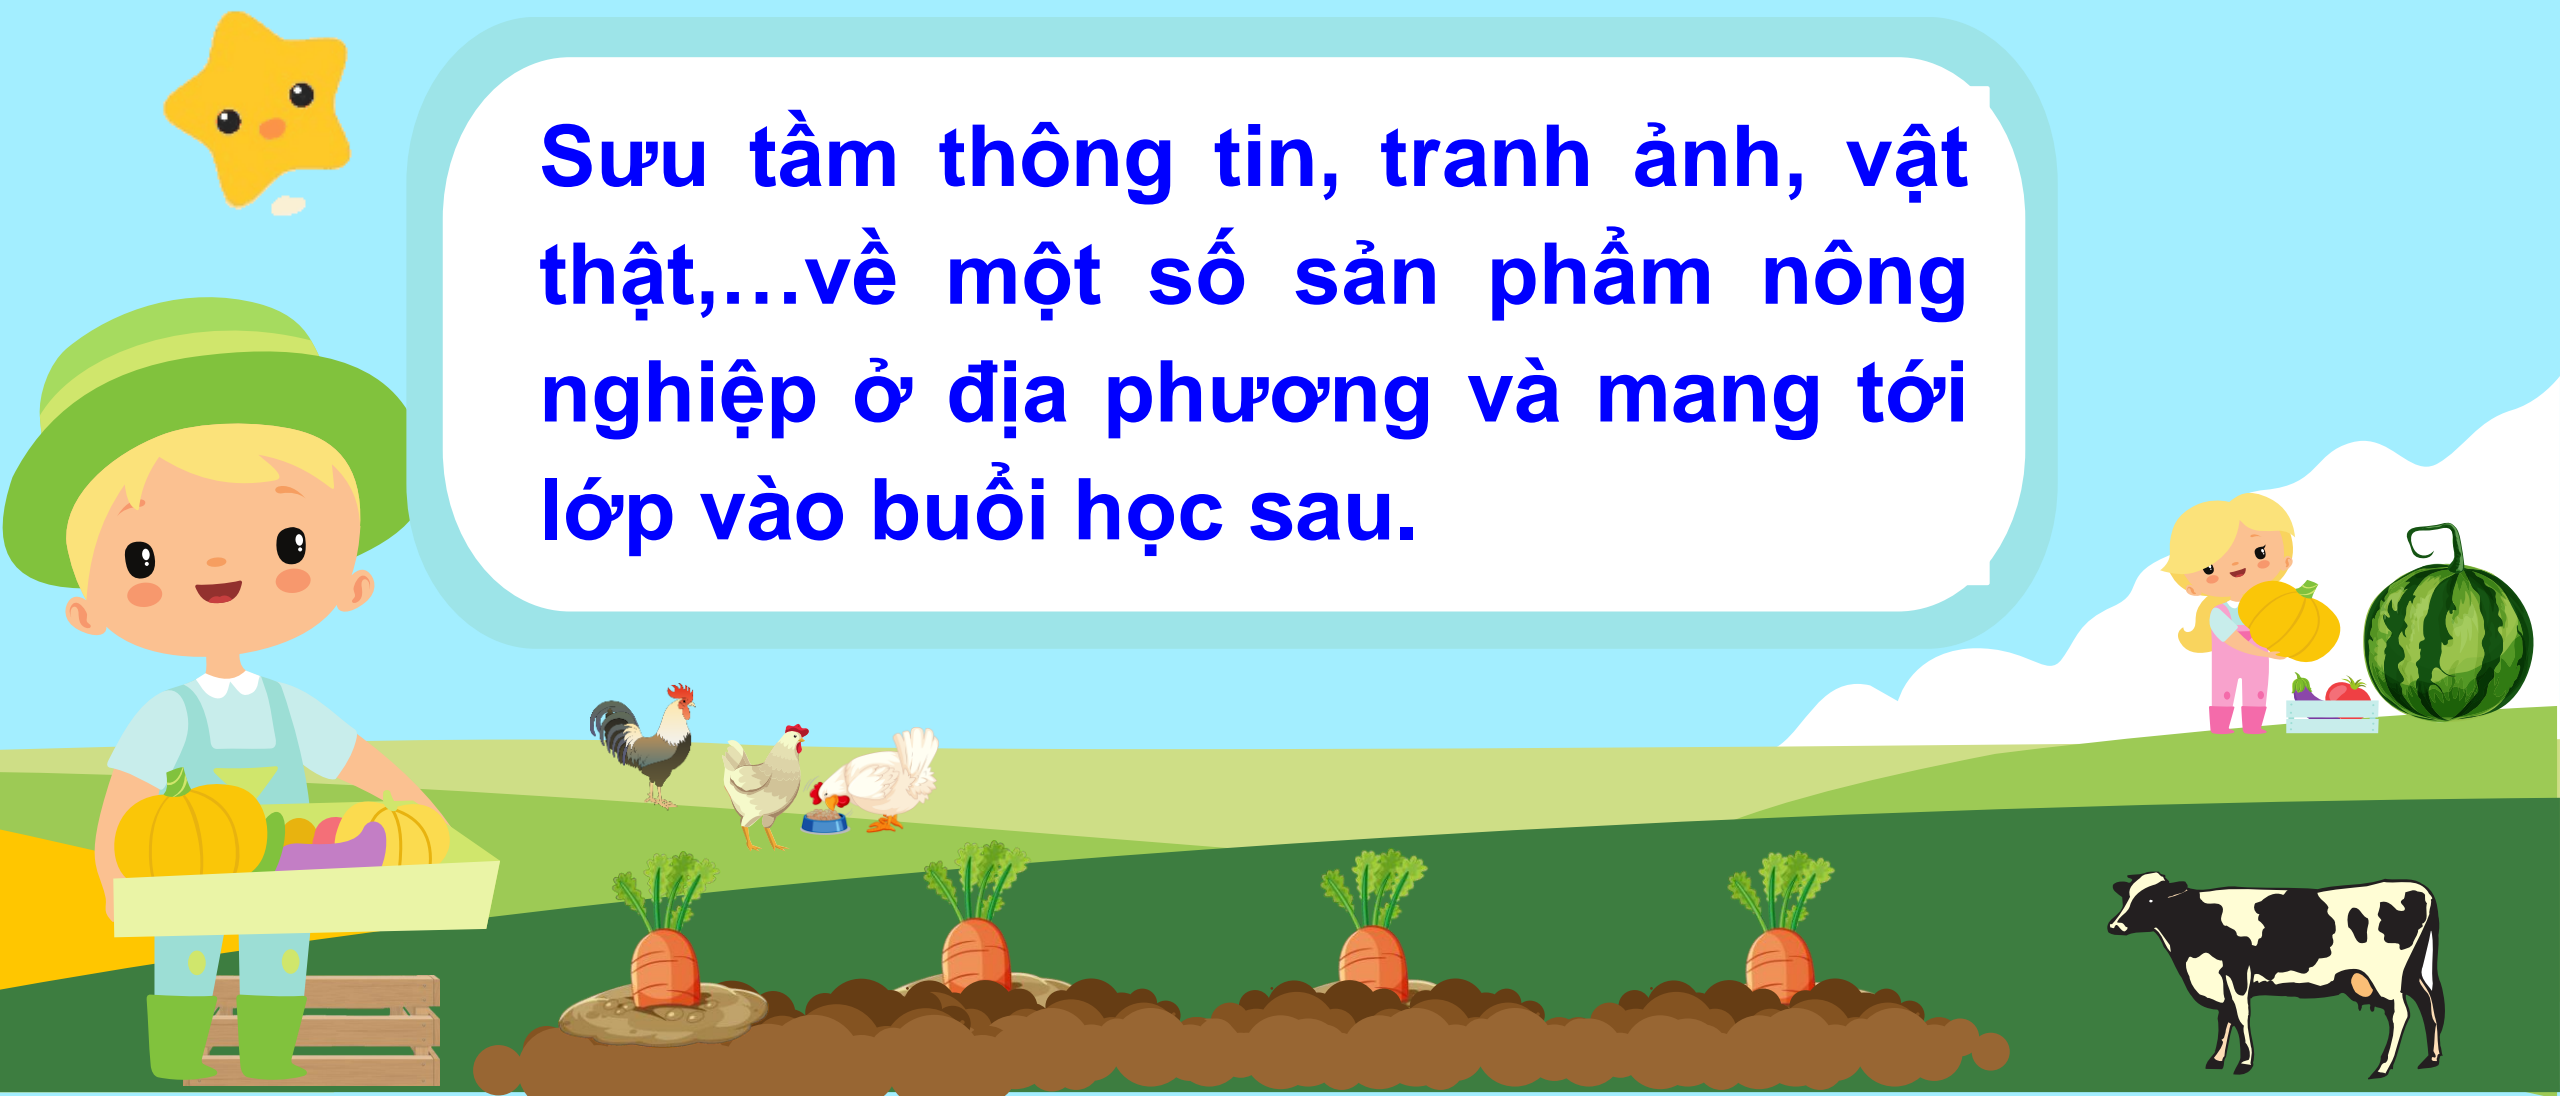 Sưu tầm thông tin, tranh ảnh, vật
thật,...về một số sản phẩm nông
nghiệp ở địa phương và mang tới
lớp vào buổi học sau.